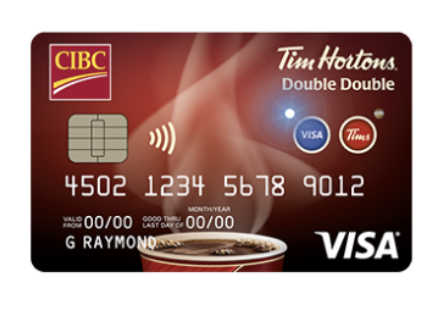 CIBC
Tim Hortons
Double Double
VISA
Tims
4502 1234 5678 9012
MONTH/YEAR
VALID FROM 00/00 GOOD THRU LAST DAY OF 00/00
G RAYMOND
VISA